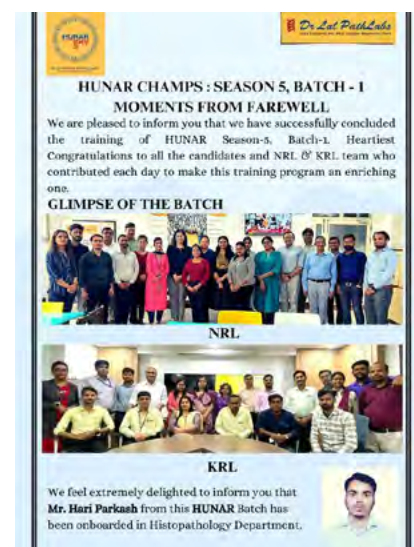 HUNAR
Dr Lal PathLabs
HUNAR CHAMPS : SEASON 5, BATCH - 1
MOMENTS FROM FAREWELL
We are pleased to inform you that we have successfully concluded
the training of HUNAR Season-5, Batch-1. Heartiest
Congratulations to all the candidates and NRL & KRL team who
contributed each day to make this training program an enriching
one.
GLIMPSE OF THE BATCH
NRL
KRL
We feel extremely delighted to inform you that
Mr. Hari Parkash from this HUNAR Batch has
been onboarded in Histopathology Department.